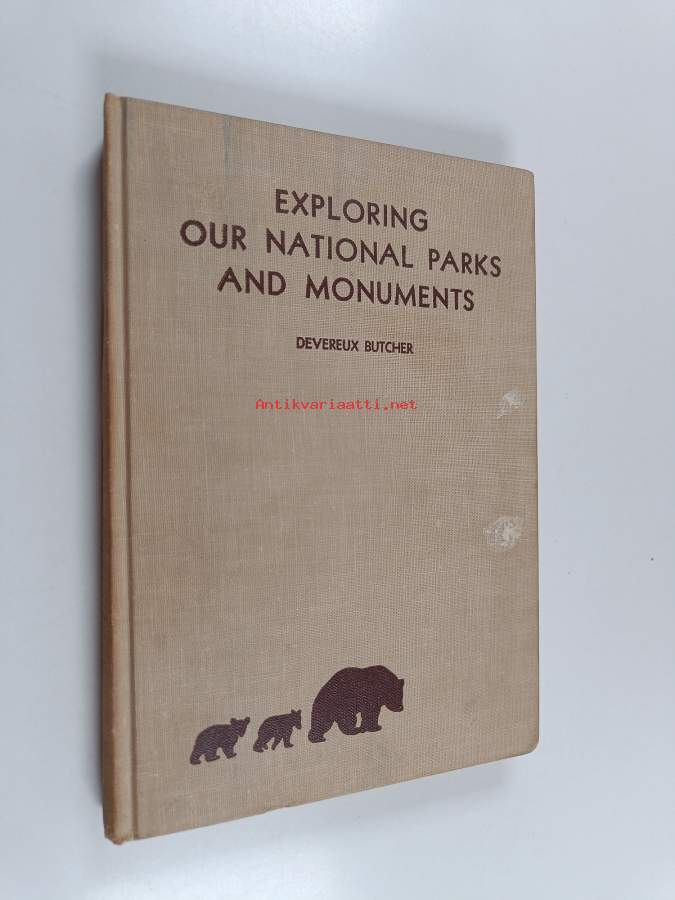 EXPLORING
OUR NATIONAL PARKS
AND MONUMENTS
DEVEREUX BUTCHER
Antikvariaatti.net